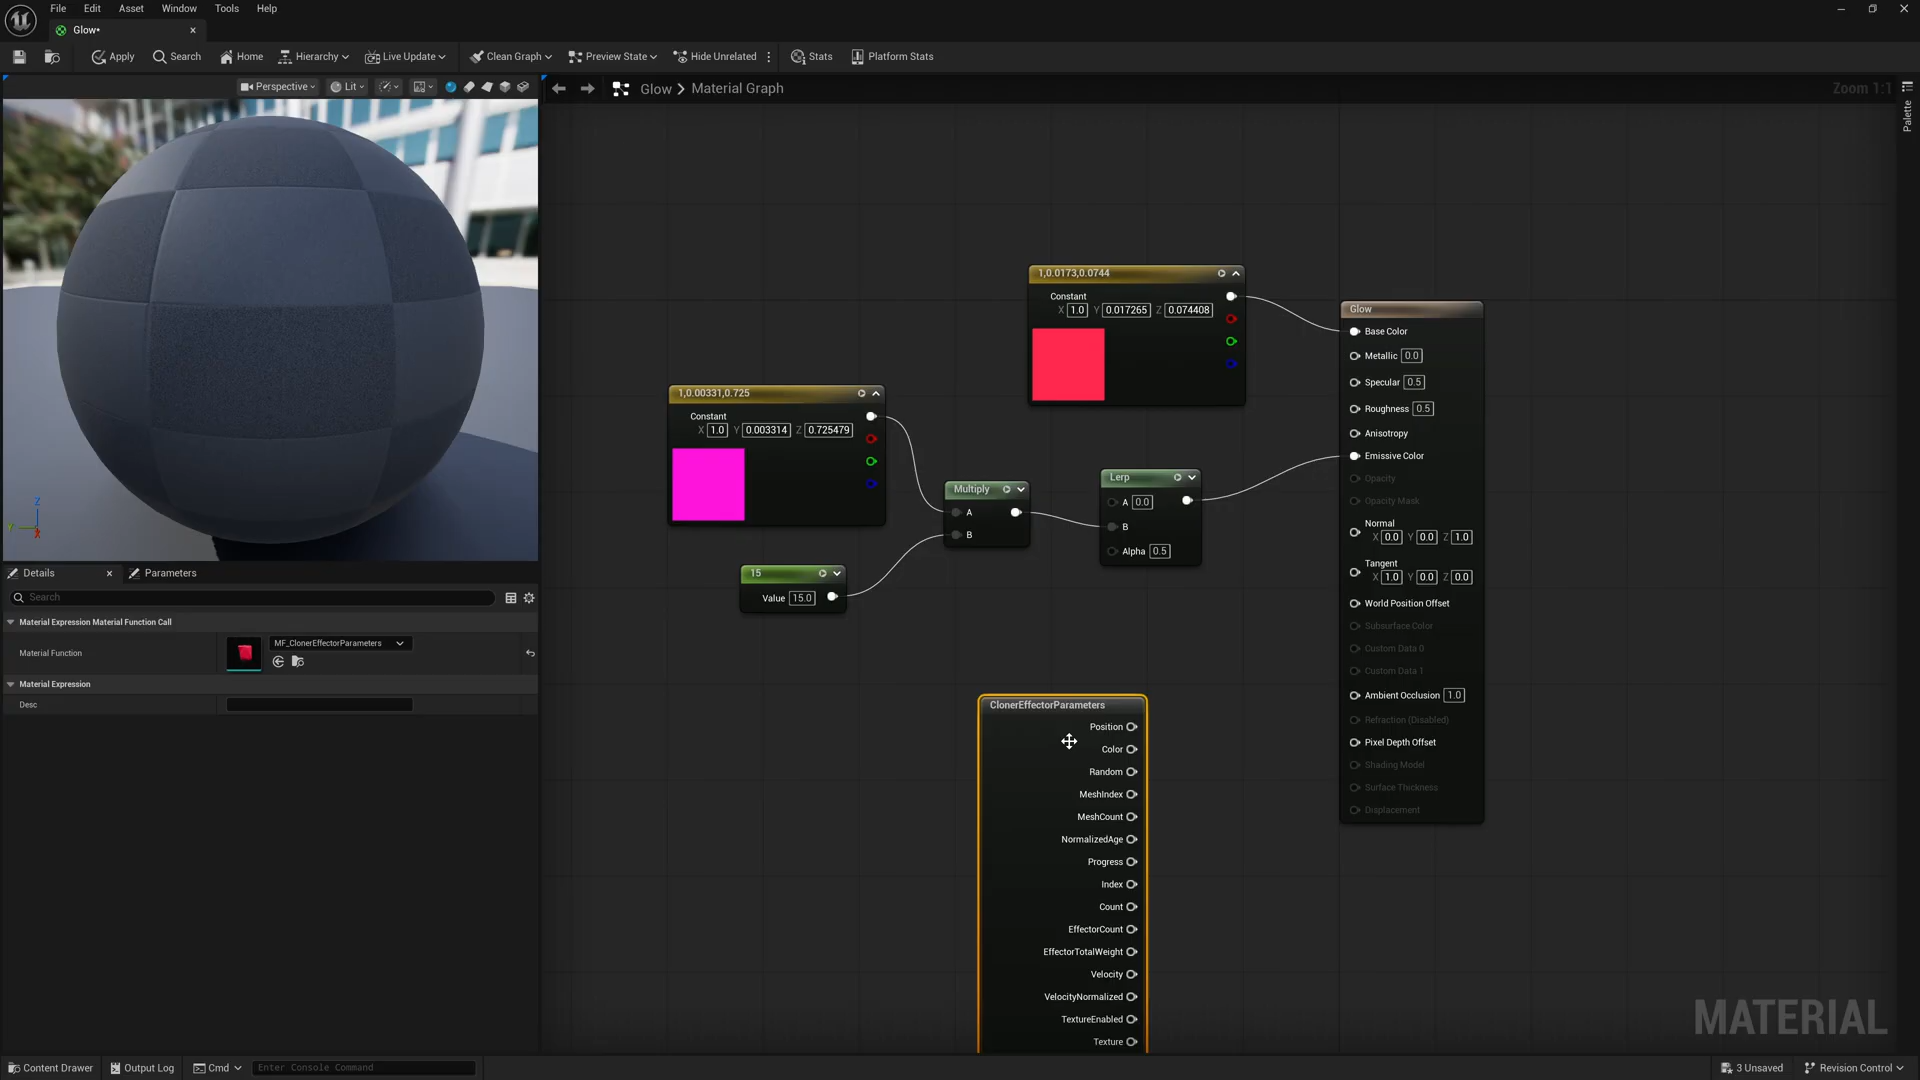 File Edit Asset Window Tools Help
Glow•
Apply Search Home Hierarchy Live Update Clean Graph Preview State Hide Unrelated Stats Platform Stats
Perspective Lit
Glow > Material Graph
Zoom 1:1
Palette
1,0.0173,0.0744
Constant
X 1.0 Y 0.017265 Z 0.074408
1,0.00331,0.725
Constant
X 1.0 Y 0.003314 Z 0.725479
Multiply
A
B
15
Value 15.0
Lerp
A 0.0
B
Alpha 0.5
Glow
Base Color
Metallic 0.0
Specular 0.5
Roughness 0.5
Anisotropy
Emissive Color
Opacity
Opacity Mask
Normal
X 0.0 Y 0.0 Z 1.0
Tangent
X 1.0 Y 0.0 Z 0.0
World Position Offset
Subsurface Color
Custom Data 0
Custom Data 1
Ambient Occlusion 1.0
Refraction (Disabled)
Pixel Depth Offset
Shading Model
Surface Thickness
Displacement
ClonerEffectorParameters
Position
Color
Random
MeshIndex
MeshCount
NormalizedAge
Progress
Index
Count
EffectorCount
EffectorTotalWeight
Velocity
VelocityNormalized
TextureEnabled
Texture
Z
Y
X
Details Parameters
Search
Material Expression Material Function Call
Material Function MF_ClonerEffectorParameters
Material Expression
Desc
MATERIAL
Content Drawer Output Log Cmd Enter Console Command 3 Unsaved Revision Control